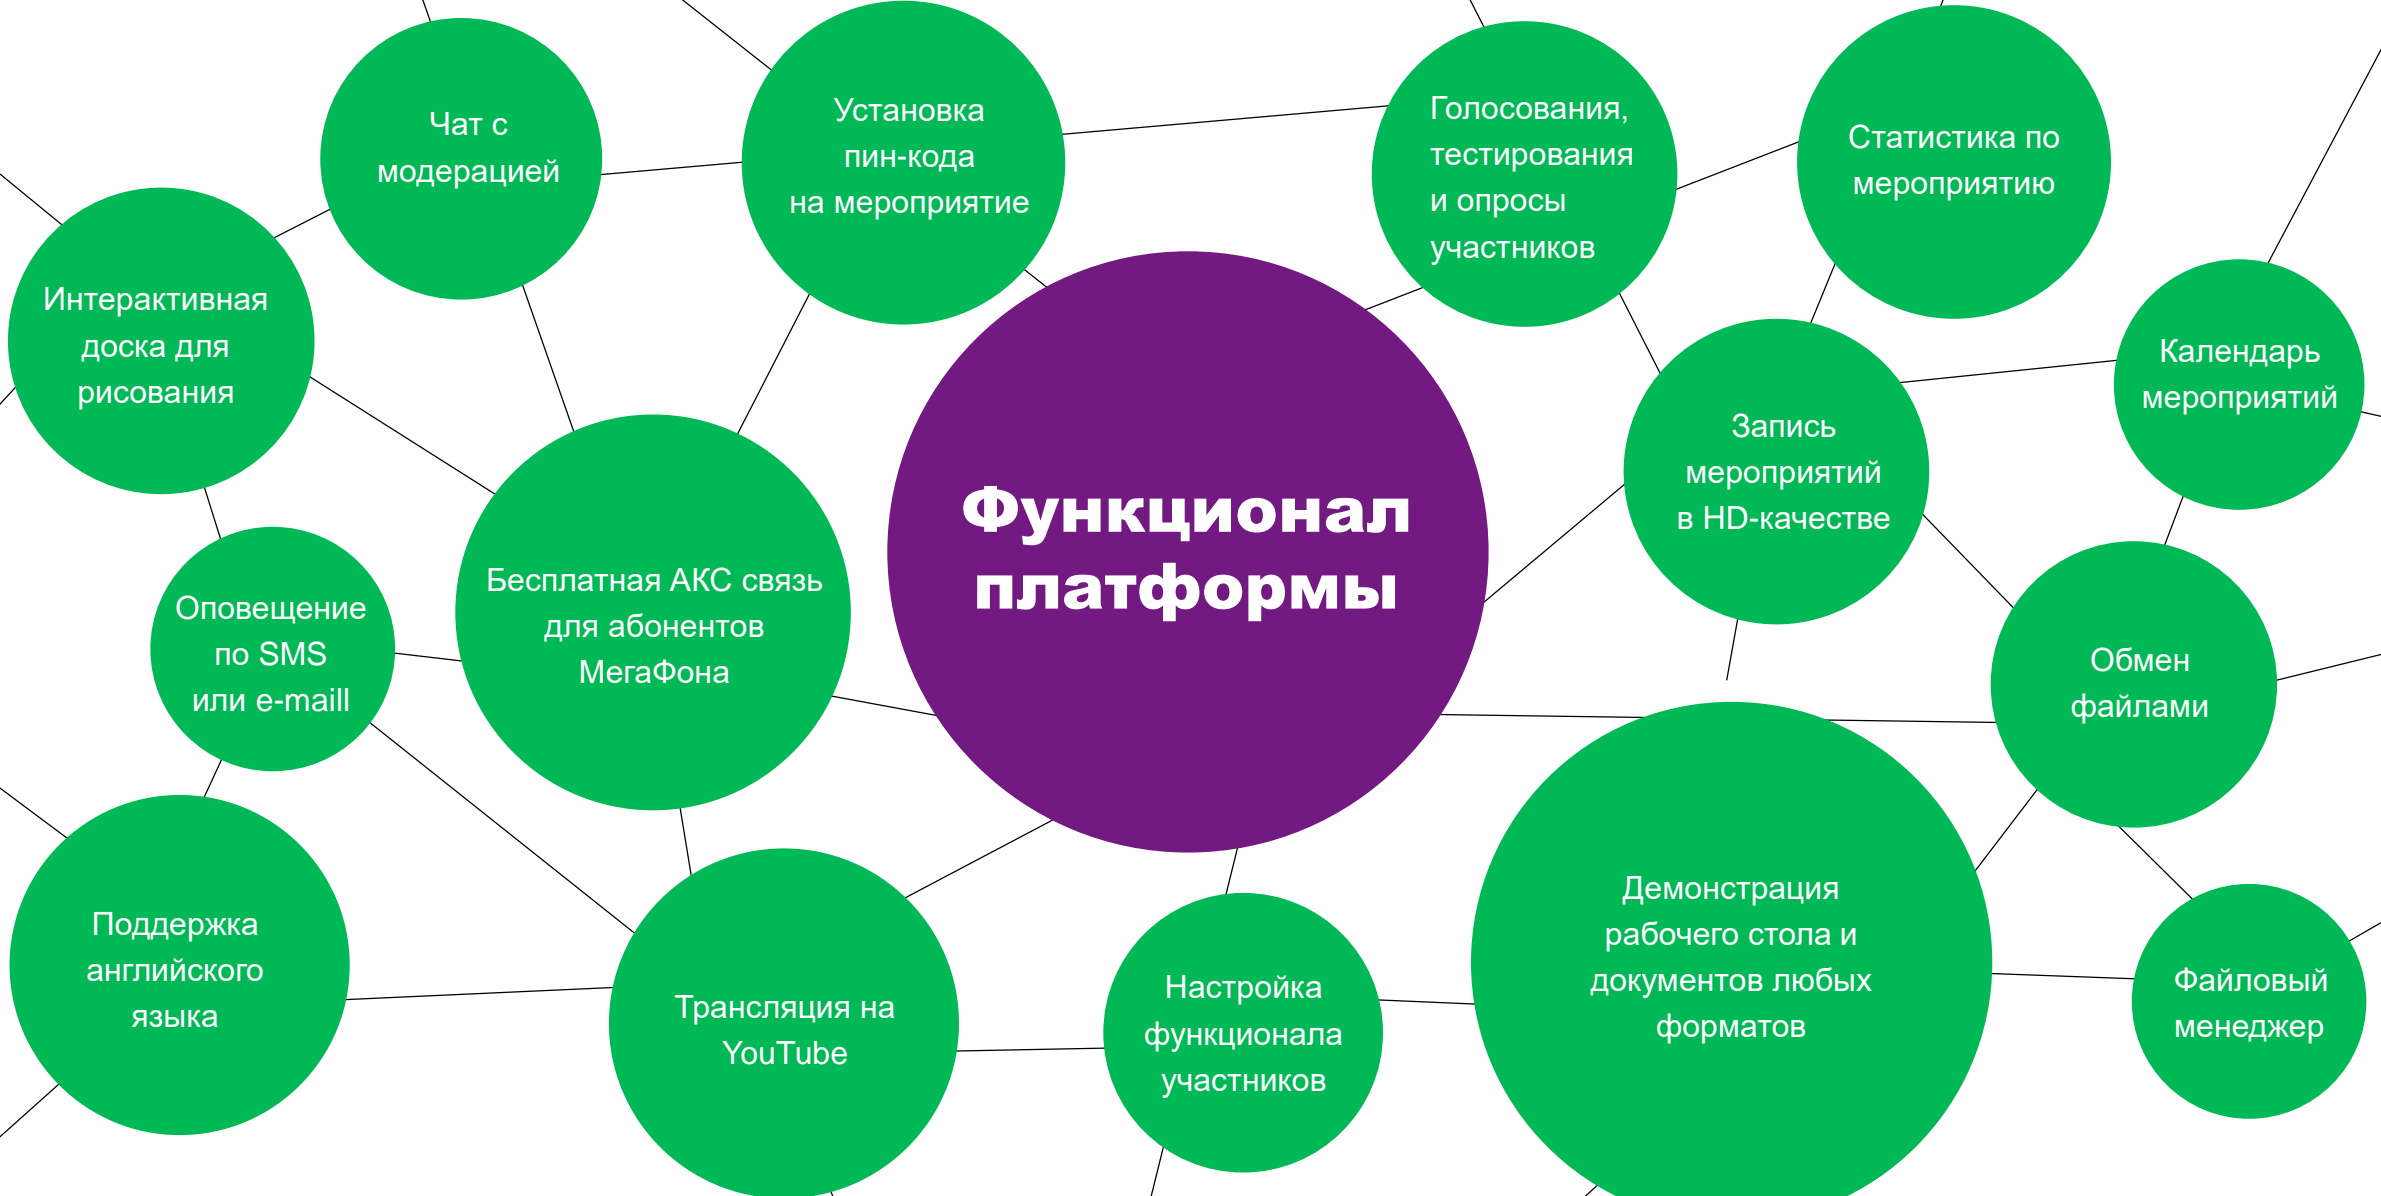 Чат с
модерацией
Установка
пин-кода
на мероприятие
Голосования,
тестирования
и опросы
участников
Статистика по
мероприятию
Интерактивная
доска для
рисования
Календарь
мероприятий
Запись
мероприятий
в HD-качестве
Функционал
платформы
Бесплатная АКС связь
для абонентов
МегаФона
Оповещение
по SMS
или e-maill
Обмен
файлами
Поддержка
английского
языка
Трансляция на
YouTube
Настройка
функционала
участников
Демонстрация
рабочего стола и
документов любых
форматов
Файловый
менеджер